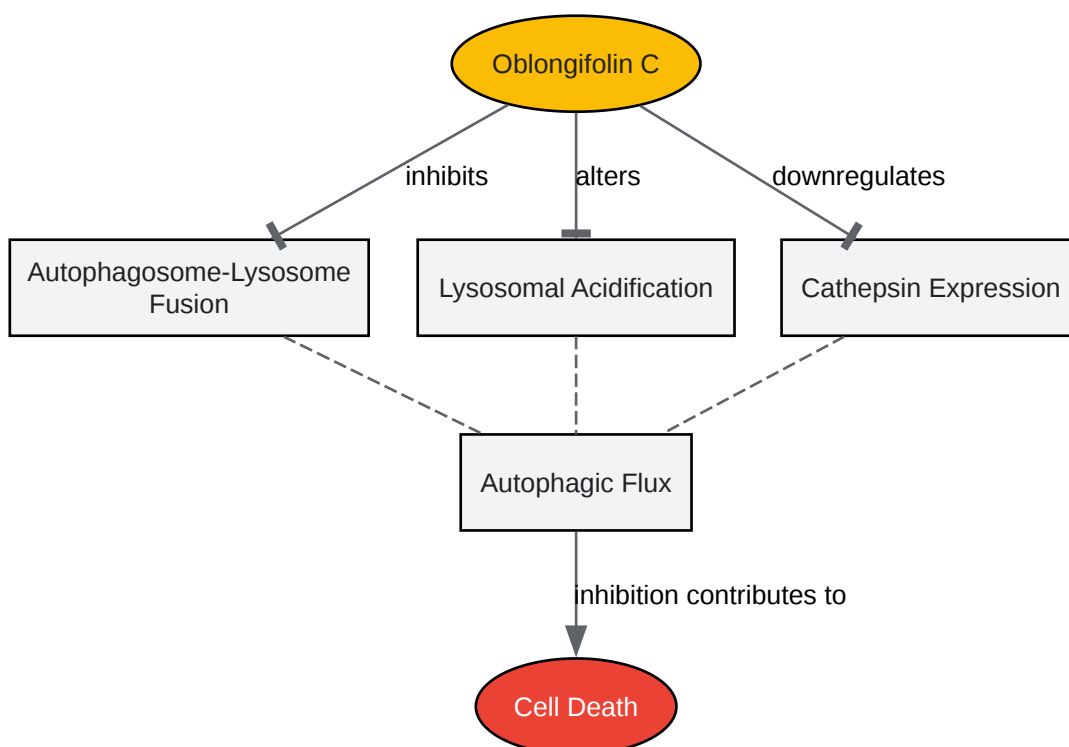 Oblongifolin C
inhibits
alters
downregulates
Autophagosome-Lysosome
Fusion
Lysosomal Acidification
Cathepsin Expression
Autophagic Flux
inhibition contributes to
Cell Death